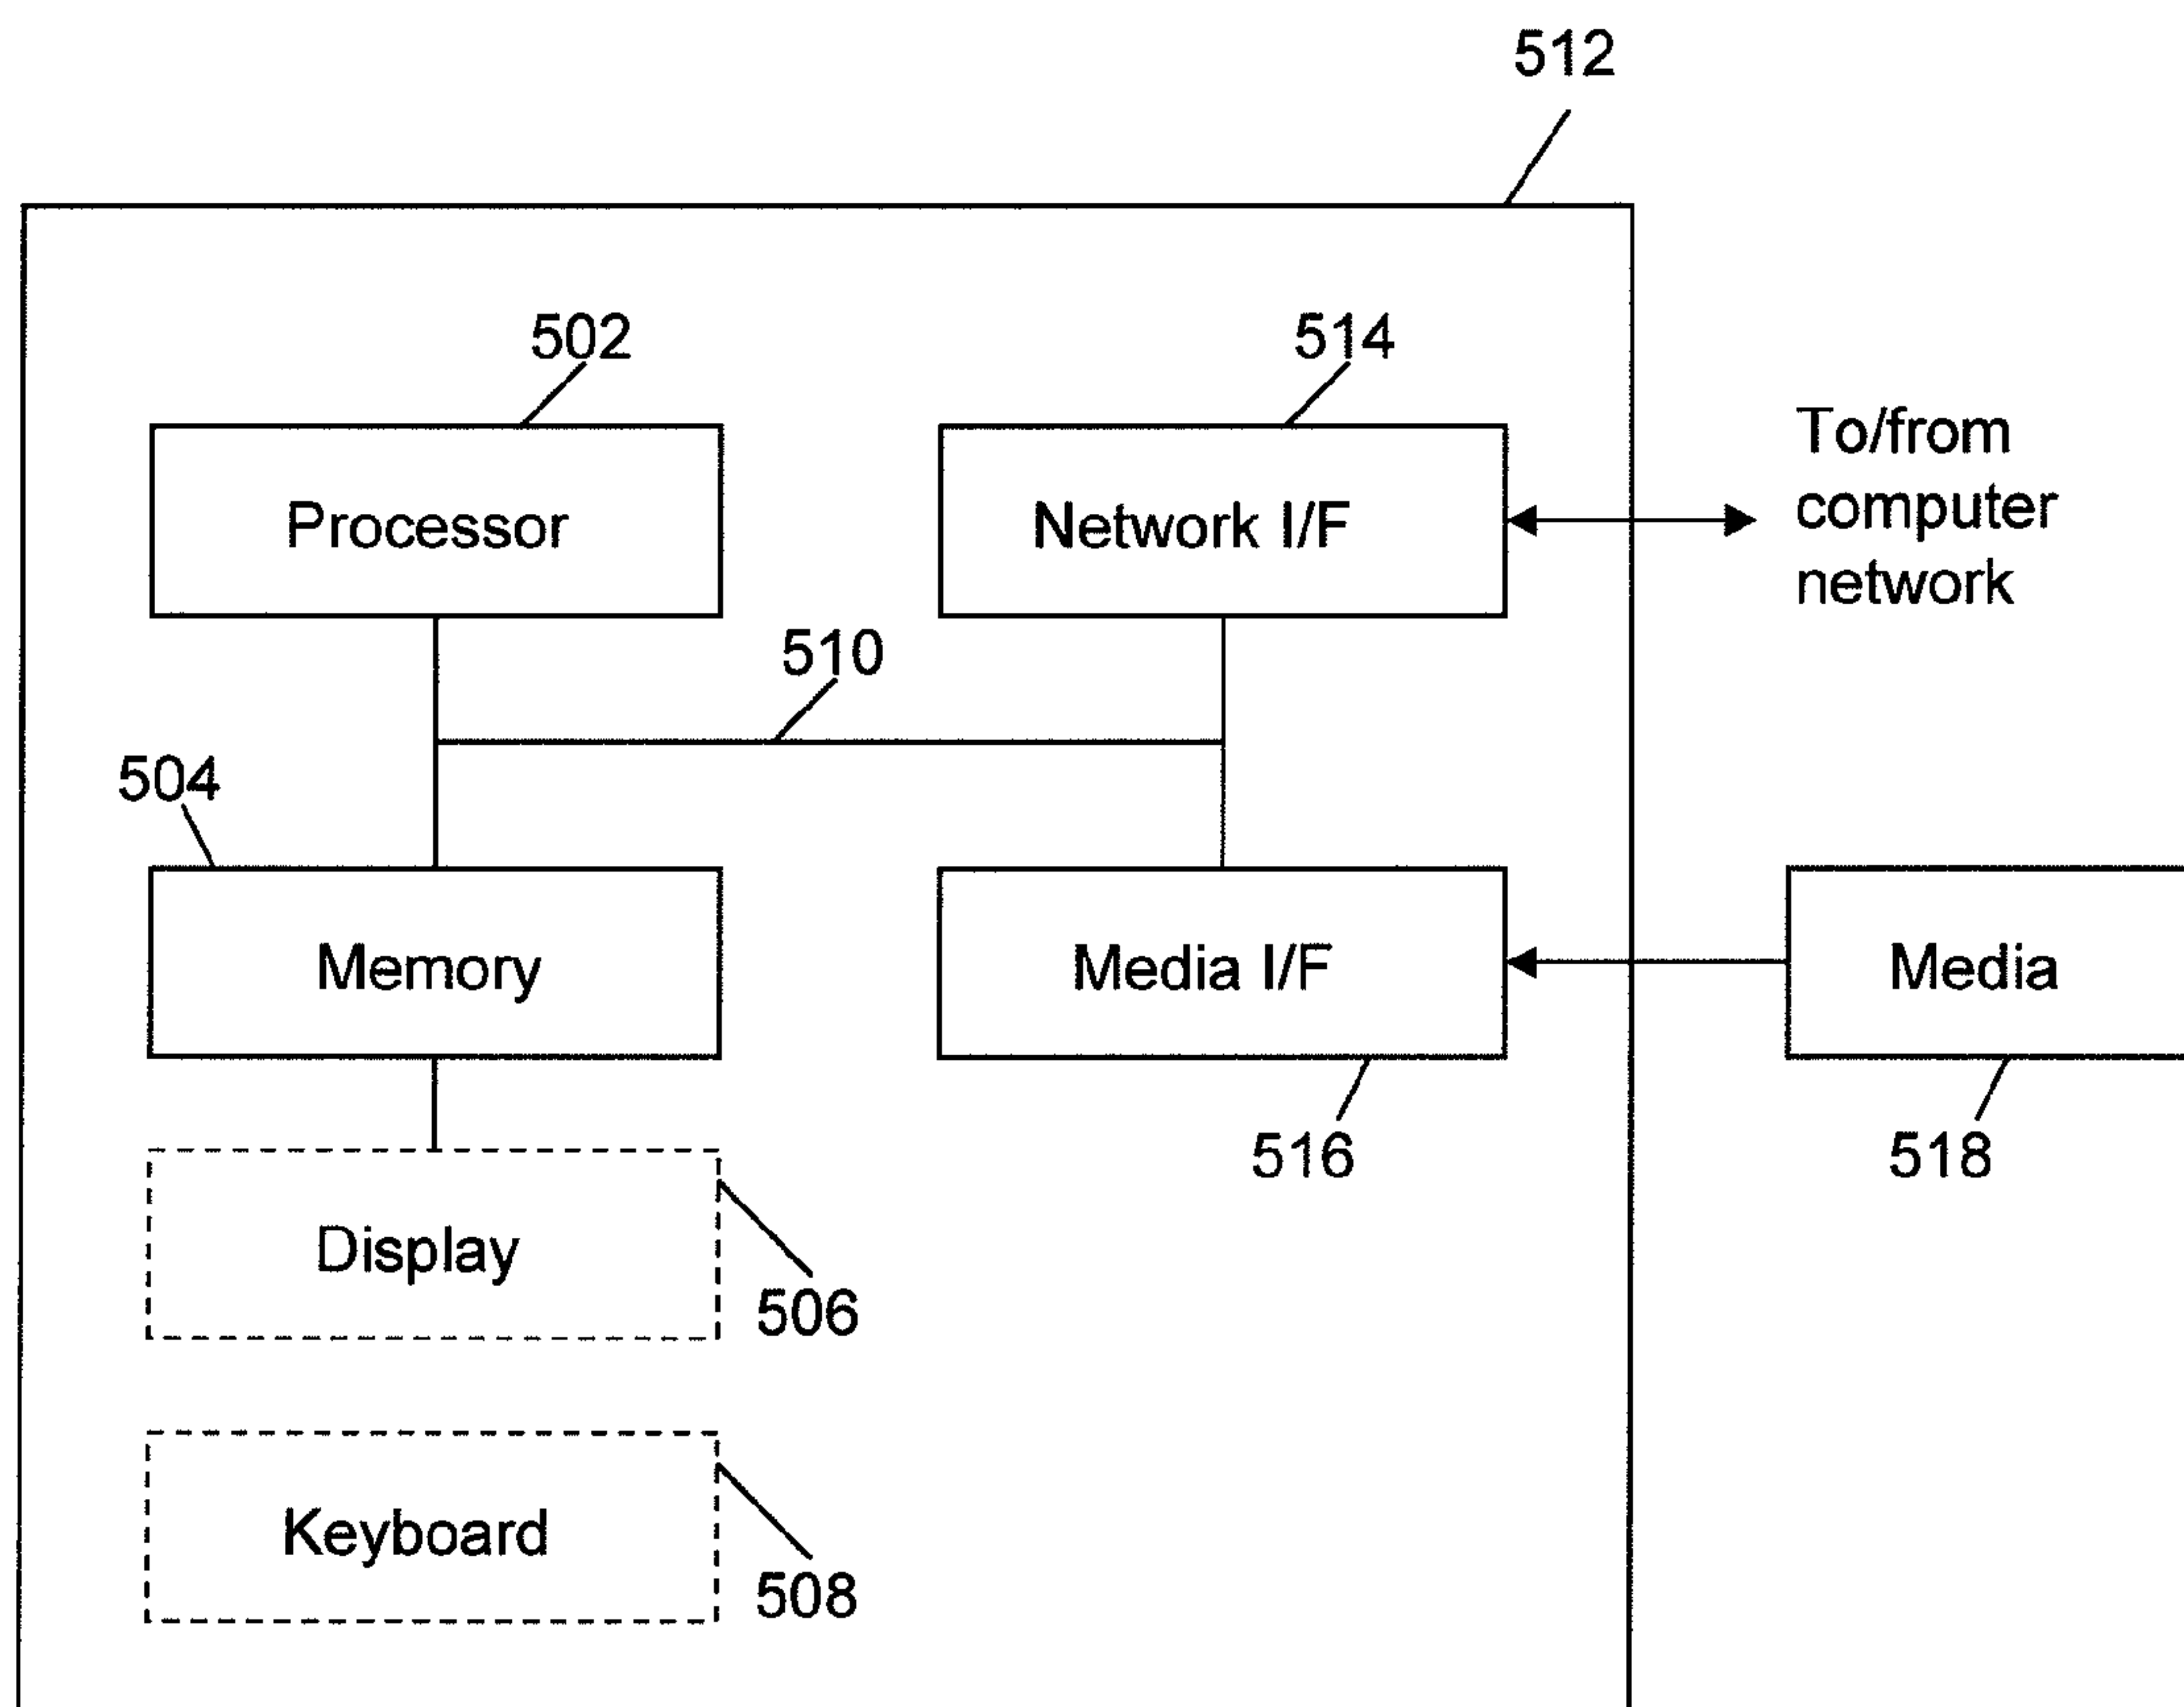 512
502
514
Processor
Network I/F
To/from
computer
network
510
504
Memory
Media I/F
Media
516
518
Display
506
Keyboard
508